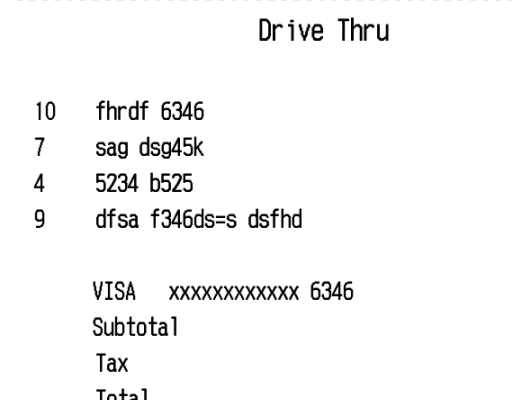 Drive Thru
10 fhrdf 6346
7 sag dsg45k
4 5234 b525
9 dfsa f346ds=s dsfhd
VISA xxxxxxxxxxxx 6346
Subtotal
Tax
Total